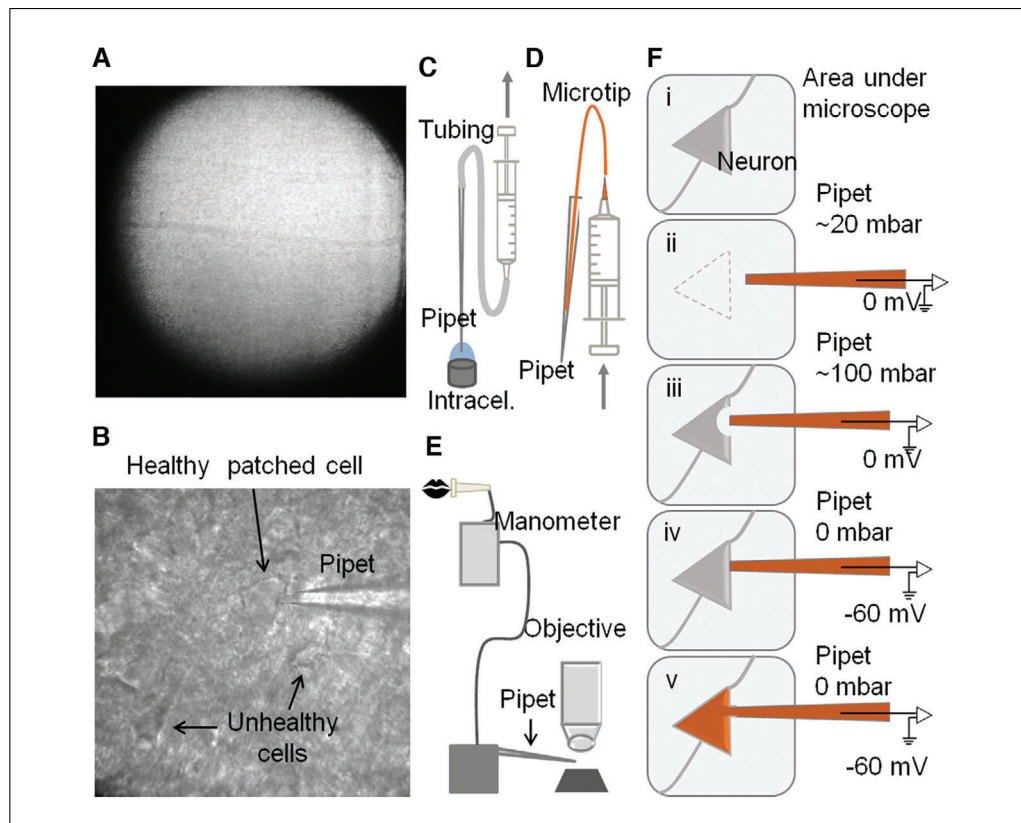 A
B
Healthy patched cell
Pipet
Unhealthy
cells
C
Tubing
Pipet
Intracel.
D
Microtip
Pipet
E
Manometer
Objective
Pipet
F
Area under
microscope
i
Neuron
Pipet
~20 mbar
ii
0 mV
Pipet
~100 mbar
iii
0 mV
Pipet
0 mbar
iv
-60 mV
Pipet
0 mbar
v
-60 mV